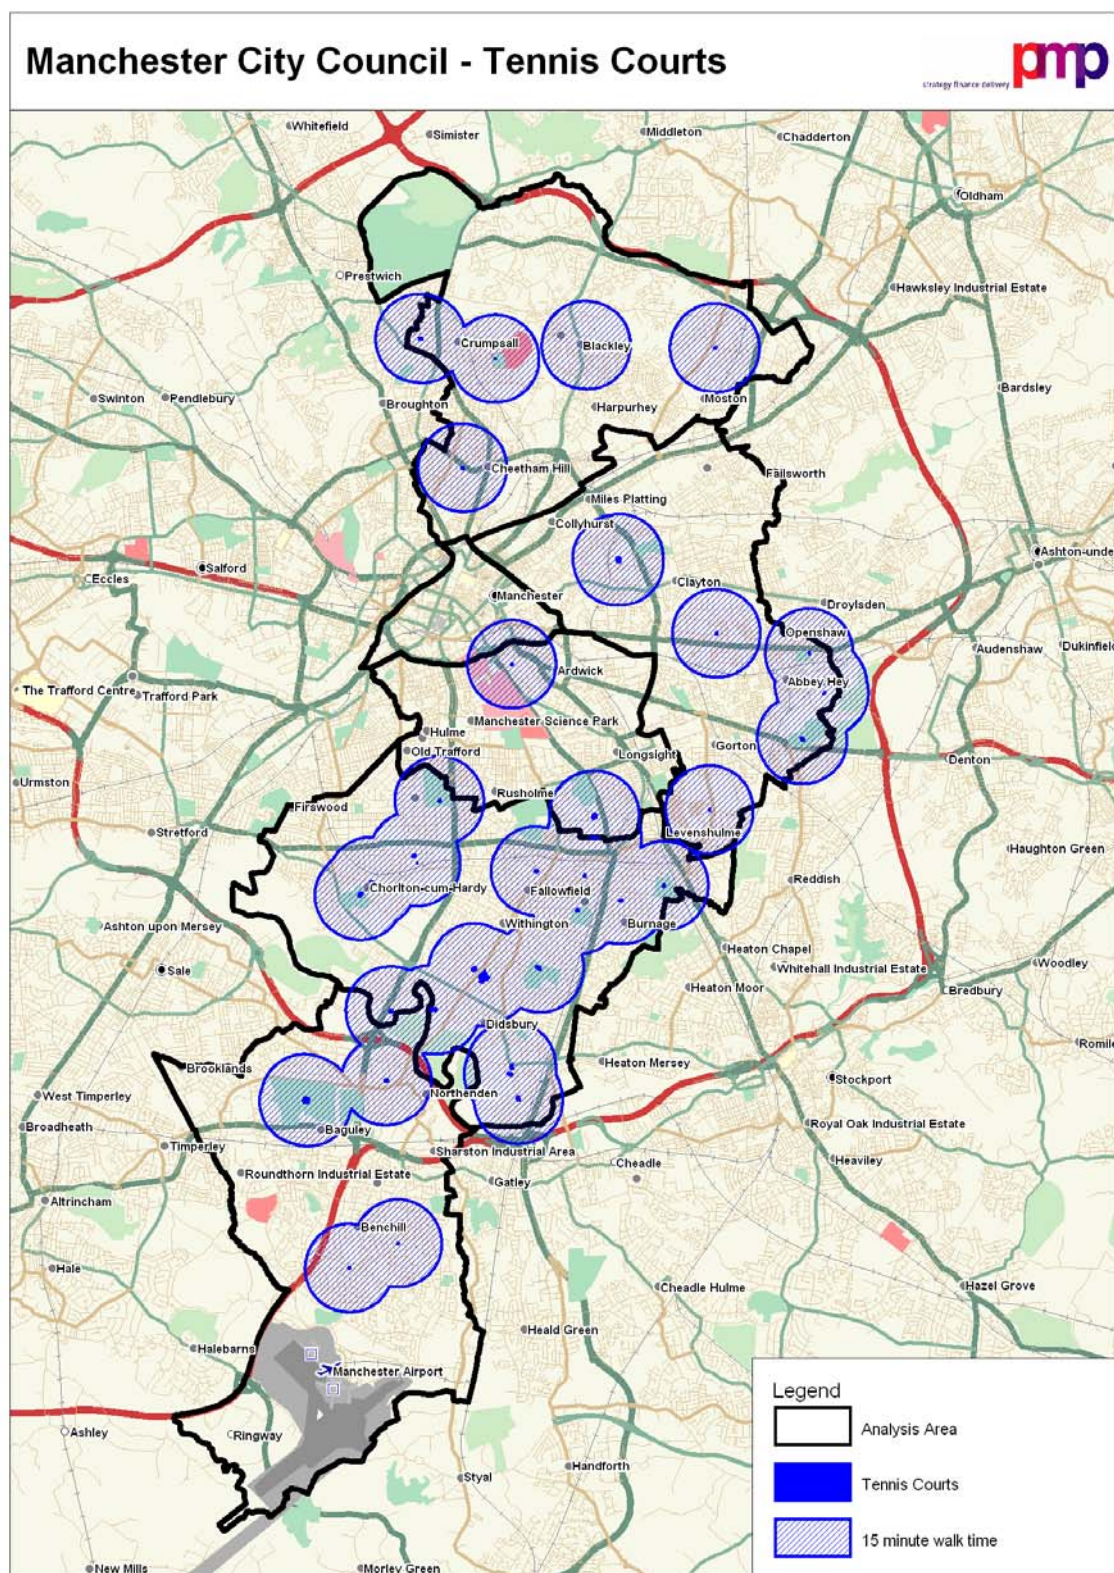 Manchester City Council - Tennis Courts
strategy finance delivery
pmp
Whitefield
Simister
Middleton
Chadderton
Oldham
Prestwich
Hawksley Industrial Estate
Crumpsall
Blackley
Swinton
Pendlebury
Broughton
Harpurhey
Moston
Bardsley
Cheetham Hill
Failsworth
Miles Platting
Collyhurst
Ashton-unde
Eccles
Salford
Clayton
Manchester
Droylsden
Openshaw
Audenshaw
Dukinfield
Ardwick
Abbey Hey
The Trafford Centre
Trafford Park
Manchester Science Park
Hulme
Old Trafford
Longsight
Gorton
Denton
Urmston
Rusholme
Firswood
Stretford
Levenshulme
Haughton Green
Chorlton-cum-Hardy
Fallowfield
Reddish
Ashton upon Mersey
Withington
Burnage
Heaton Chapel
Sale
Whitehall Industrial Estate
Woodley
Heaton Moor
Bredbury
Didsbury
Romile
Brooklands
Heaton Mersey
Stockport
West Timperley
Northenden
Broadheath
Baguley
Royal Oak Industrial Estate
Timperley
Sharston Industrial Area
Cheadle
Heaviley
Roundthorn Industrial Estate
Gatley
Altrincham
Benchill
Hale
Cheadle Hulme
Hazel Grove
Heald Green
Halebarns
Manchester Airport
Legend
Analysis Area
Ashley
Ringway
Styal
Handforth
Tennis Courts
15 minute walk time
New Mills
Morley Green